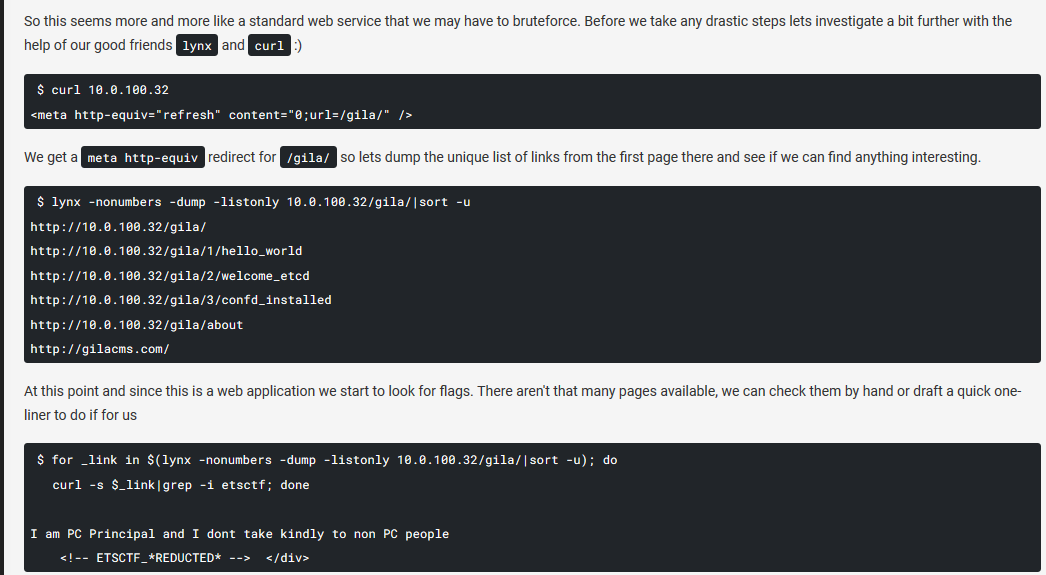 So this seems more and more like a standard web service that we may have to bruteforce. Before we take any drastic steps lets investigate a bit further with the
help of our good friends lynx and curl :)
$ curl 10.0.100.32
<meta http-equiv="refresh" content="0;url=/gila/" />
We get a meta http-equiv redirect for /gila/ so lets dump the unique list of links from the first page there and see if we can find anything interesting.
$ lynx -nonumbers -dump -listonly 10.0.100.32/gila/|sort -u
http://10.0.100.32/gila/
http://10.0.100.32/gila/1/hello_world
http://10.0.100.32/gila/2/welcome_etcd
http://10.0.100.32/gila/3/confd_installed
http://10.0.100.32/gila/about
http://gilacms.com/
At this point and since this is a web application we start to look for flags. There aren't that many pages available, we can check them by hand or draft a quick one-
liner to do if for us
$ for _link in $(lynx -nonumbers -dump -listonly 10.0.100.32/gila/|sort -u); do
curl -s $_link|grep -i etsctf; done
I am PC Principal and I dont take kindly to non PC people
<!-- ETSCTF_*REDUCTED* --> </div>